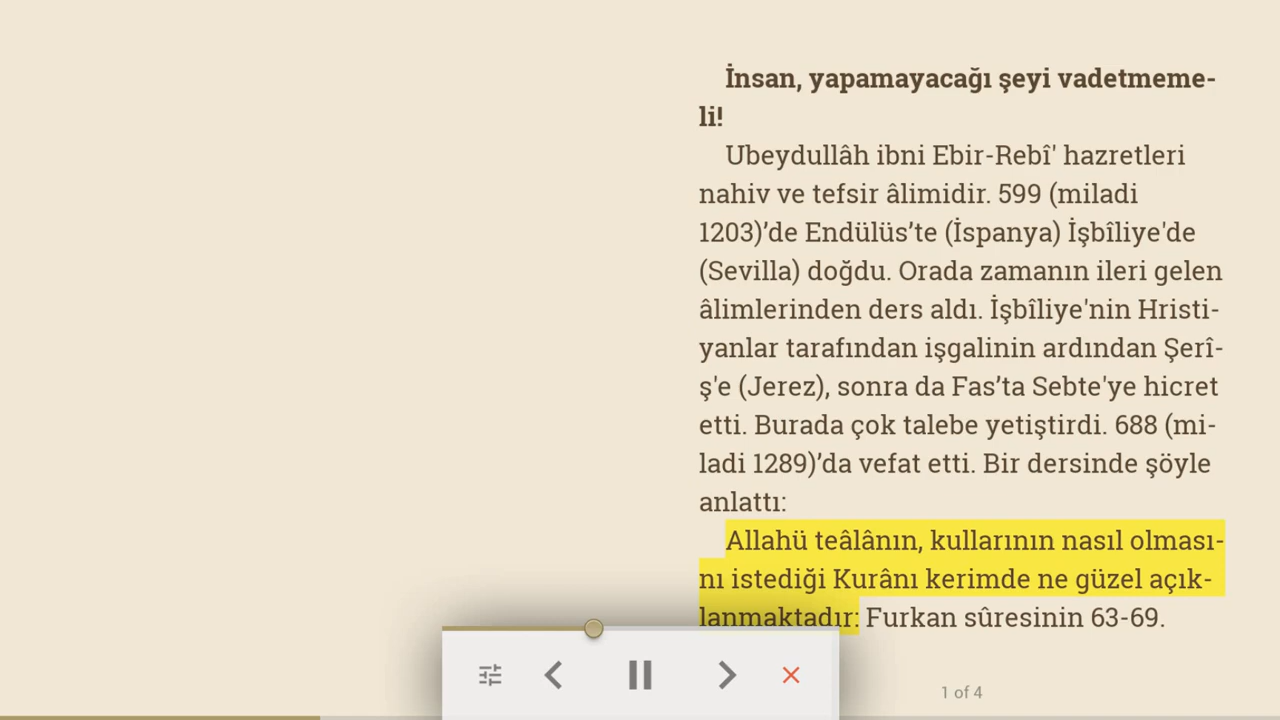 İnsan, yapamayacağı şeyi vadetmeme-
li!
Ubeydullâh ibni Ebir-Rebî' hazretleri
nahiv ve tefsir âlimidir. 599 (miladi
1203)’de Endülüs’te (İspanya) İşbîliye'de
(Sevilla) doğdu. Orada zamanın ileri gelen
âlimlerinden ders aldı. İşbîliye'nin Hristi-
yanlar tarafından işgalinin ardından Şerî-
ş'e (Jerez), sonra da Fas’ta Sebte'ye hicret
etti. Burada çok talebe yetiştirdi. 688 (mi-
ladi 1289)’da vefat etti. Bir dersinde şöyle
anlattı:
Allahü teâlânın, kullarının nasıl olması-
nı istediği Kurânı kerimde ne güzel açık-
lanmaktadır: Furkan sûresinin 63-69.
1 of 4